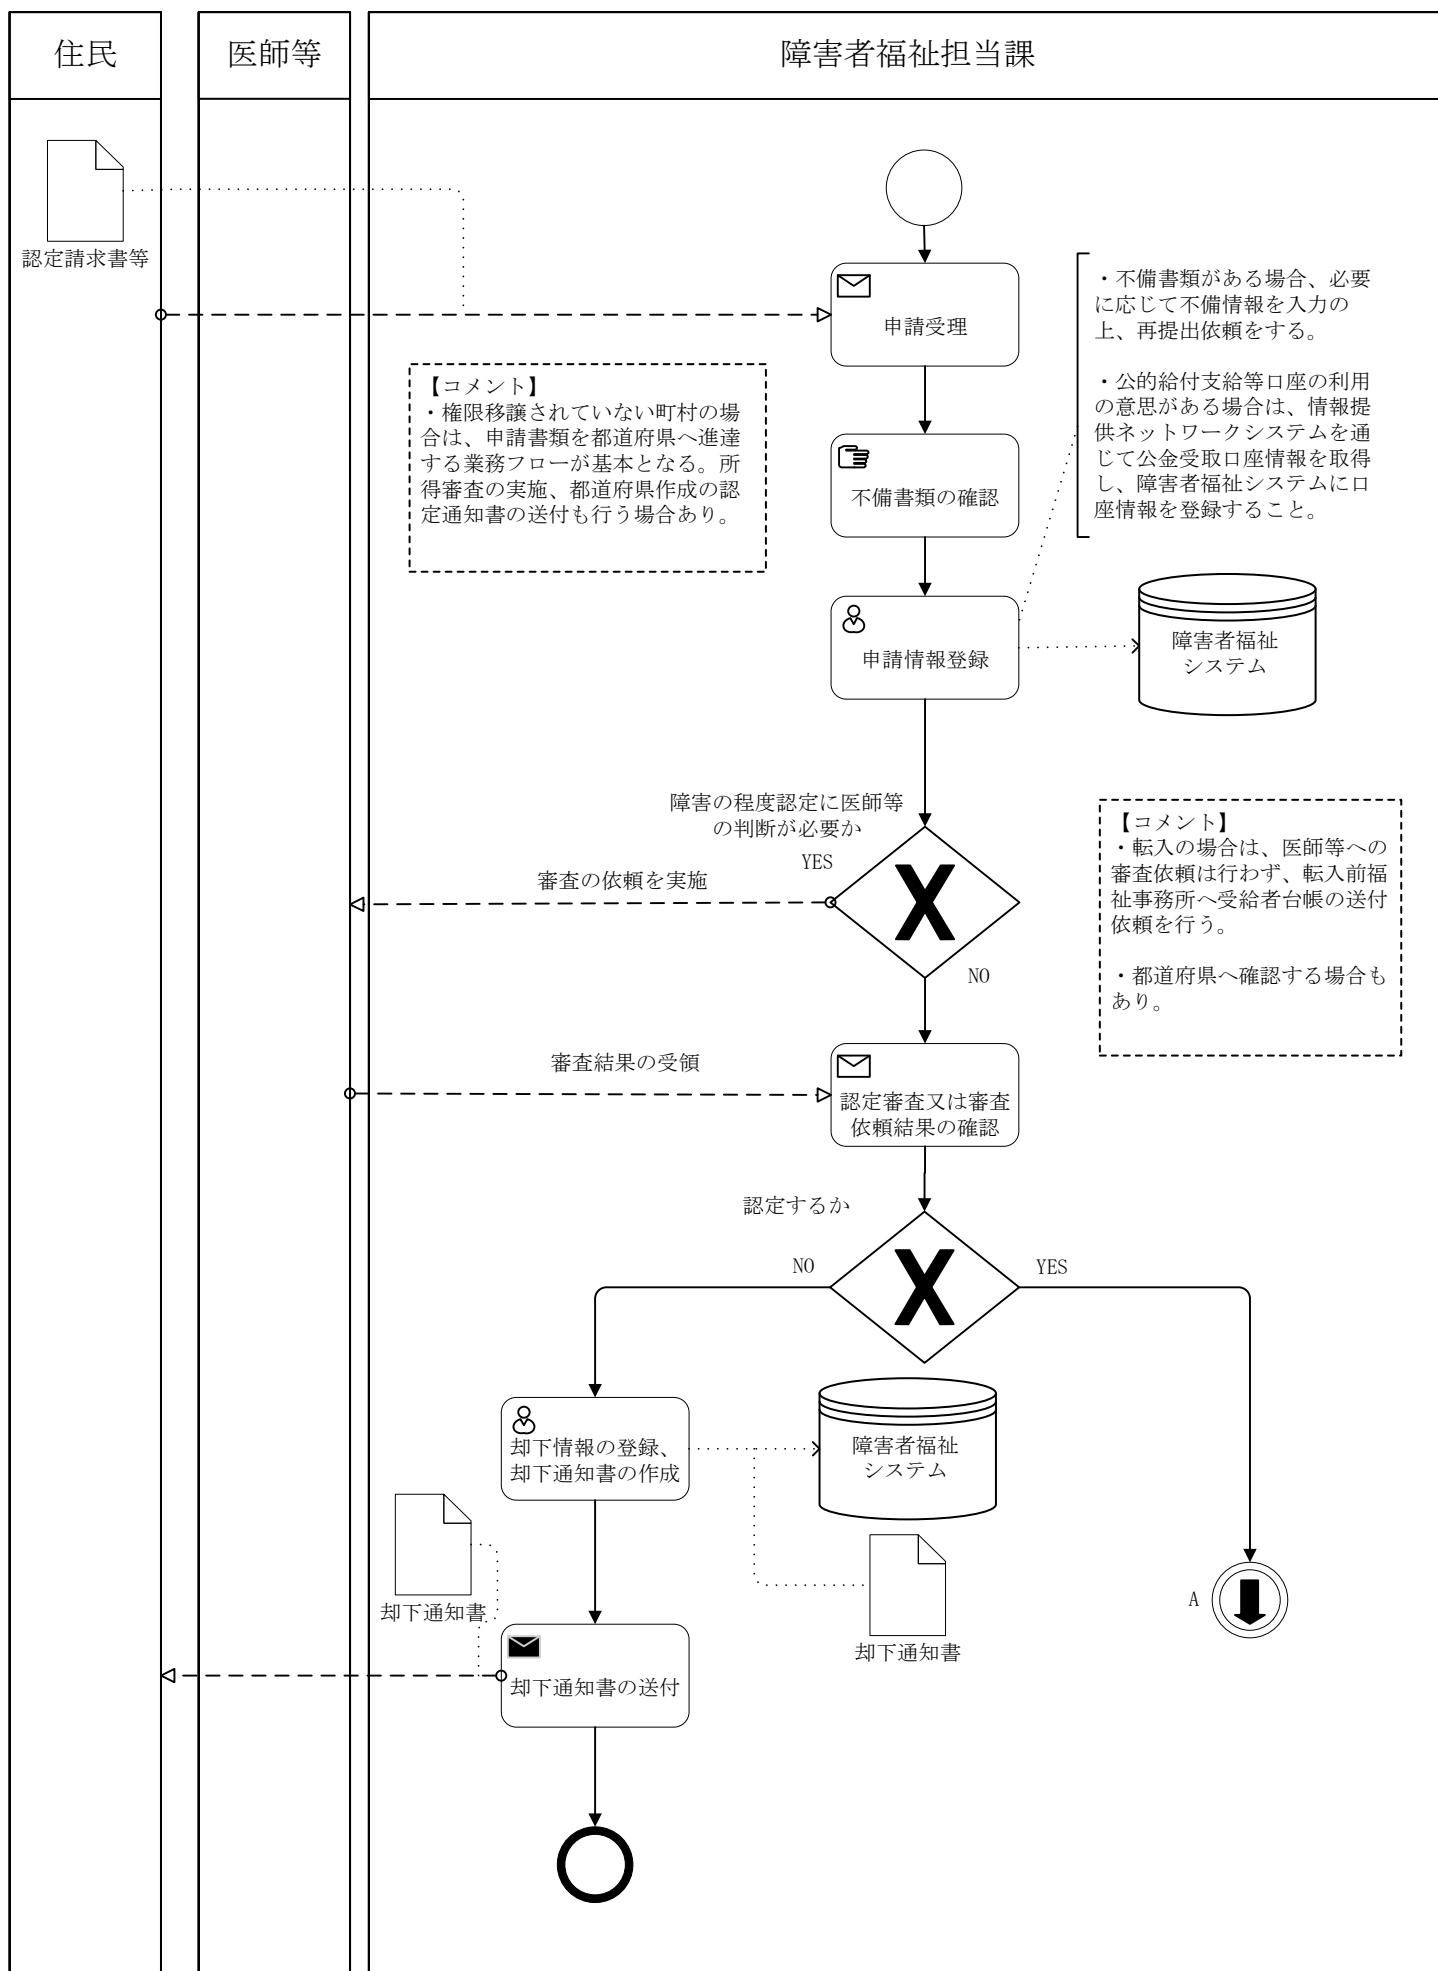 住民
医師等
障害者福祉担当課
認定請求書等
申請受理
・不備書類がある場合、必要
に応じて不備情報を入力の
上、再提出依頼をする。
・公的給付支給等口座の利用
の意思がある場合は、情報提
供ネットワークシステムを通
じて公金受取口座情報を取得
し、障害者福祉システムに口
座情報を登録すること。
【コメント】
・権限移譲されていない町村の場
合は、申請書類を都道府県へ進達
する業務フローが基本となる。所
得審査の実施、都道府県作成の認
定通知書の送付も行う場合あり。
不備書類の確認
申請情報登録
障害者福祉
システム
障害の程度認定に医師等
の判断が必要か
YES
審査の依頼を実施
NO
【コメント】
・転入の場合は、医師等への
審査依頼は行わず、転入前福
祉事務所へ受給者台帳の送付
依頼を行う。
・都道府県へ確認する場合も
あり。
審査結果の受領
認定審査又は審査
依頼結果の確認
認定するか
NO
YES
却下情報の登録、
却下通知書の作成
障害者福祉
システム
却下通知書
却下通知書
A
却下通知書の送付